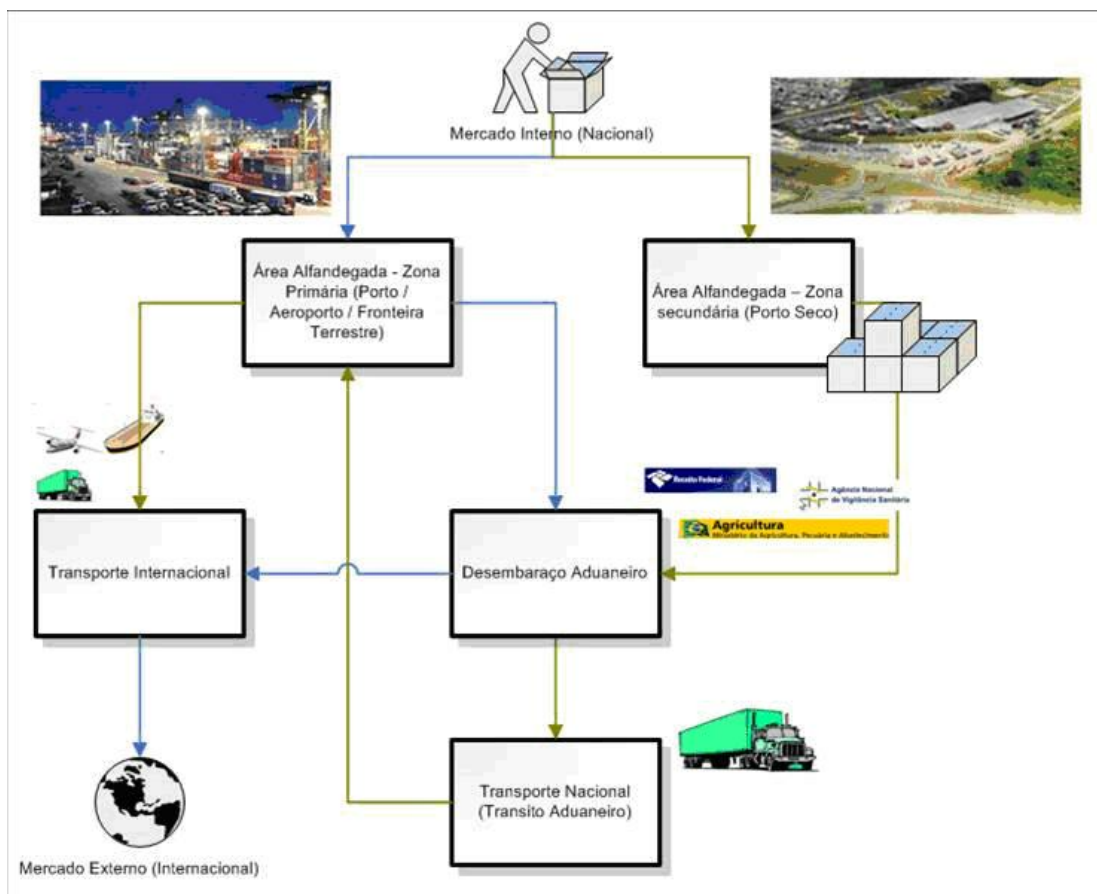 Mercado Interno (Nacional)
Área Alfandegada - Zona
Primária (Porto /
Aeroporto / Fronteira
Terrestre)
Área Alfandegada – Zona
secundária (Porto Seco)
Receita Federal
Agência Nacional
de Vigilância Sanitária
Agricultura
Ministério da Agricultura, Pecuária e Abastecimento
Transporte Internacional
Desembaraço Aduaneiro
Transporte Nacional
(Transito Aduaneiro)
Mercado Externo (Internacional)